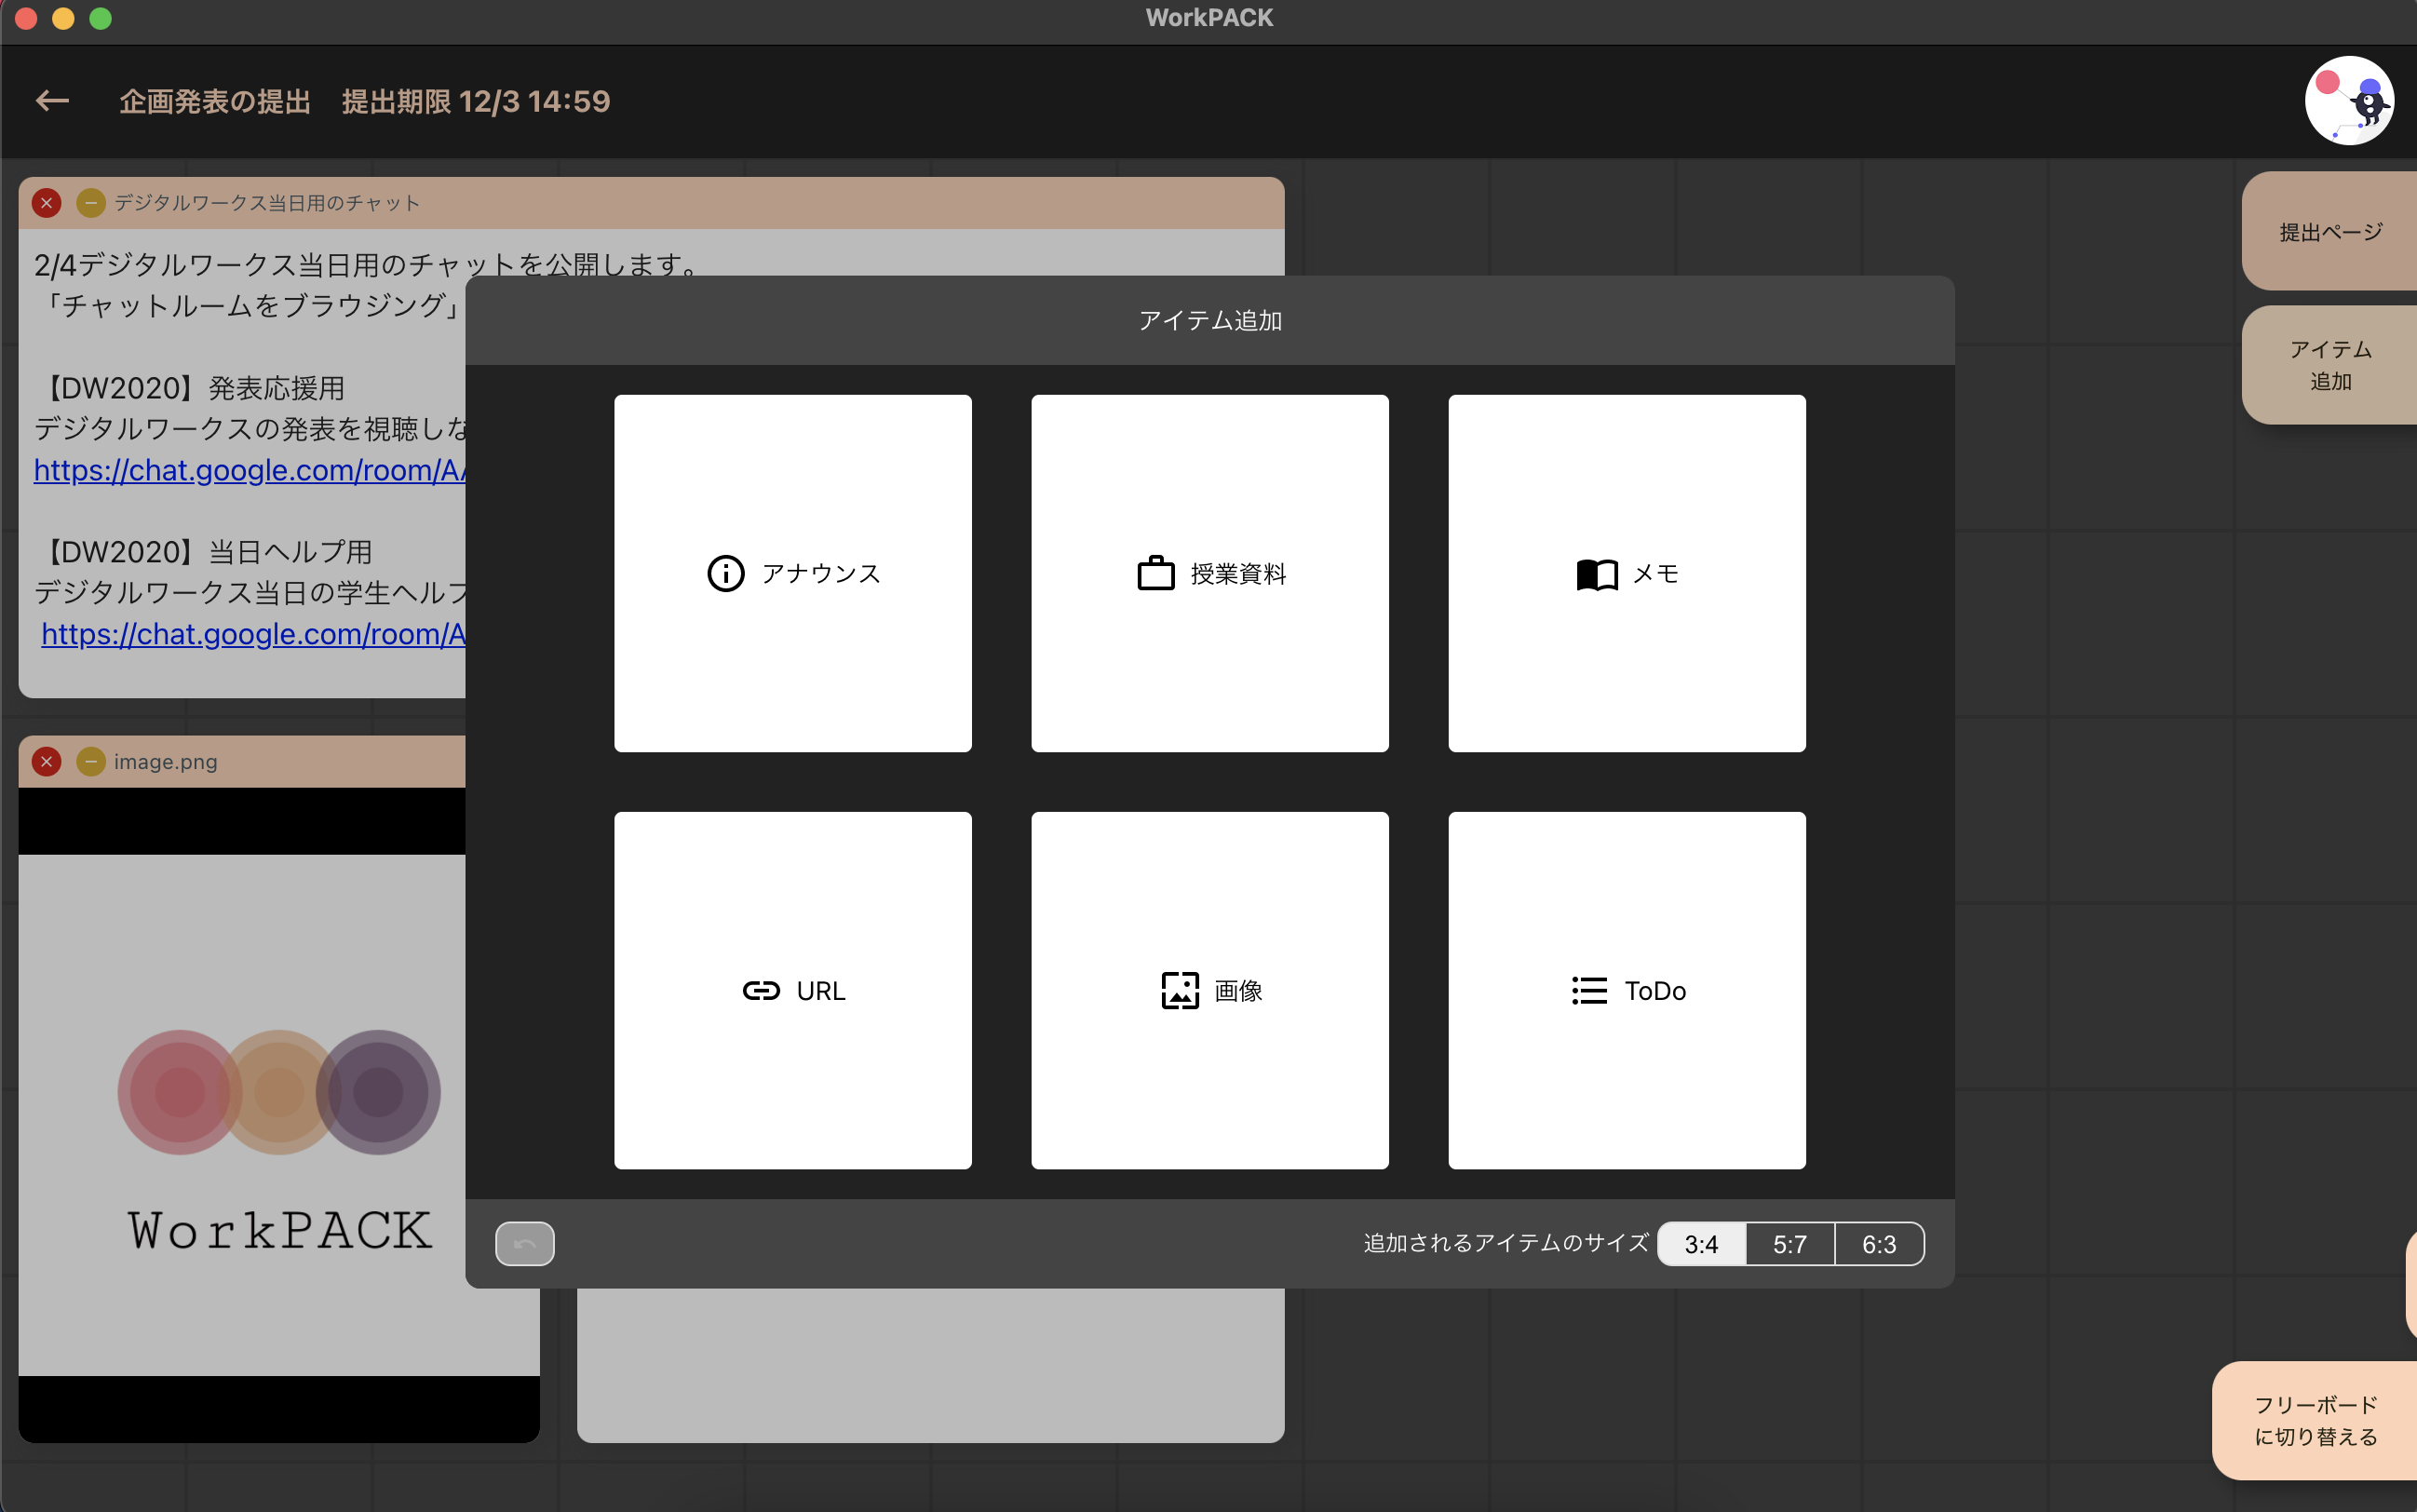 WorkPACK
企画発表の提出　提出期限 12/3 14:59
デジタルワークス当日用のチャット
2/4デジタルワークス当日用のチャットを公開します。
「チャットルームをブラウジング」
【DW2020】発表応援用
デジタルワークスの発表を視聴しな
https://chat.google.com/room/AA
【DW2020】当日ヘルプ用
デジタルワークス当日の学生ヘルプ
https://chat.google.com/room/A
image.png
WorkPACK
アイテム追加
アナウンス
授業資料
メモ
URL
画像
ToDo
追加されるアイテムのサイズ 3:4 5:7 6:3
提出ページ
アイテム
追加
フリーボード
に切り替える